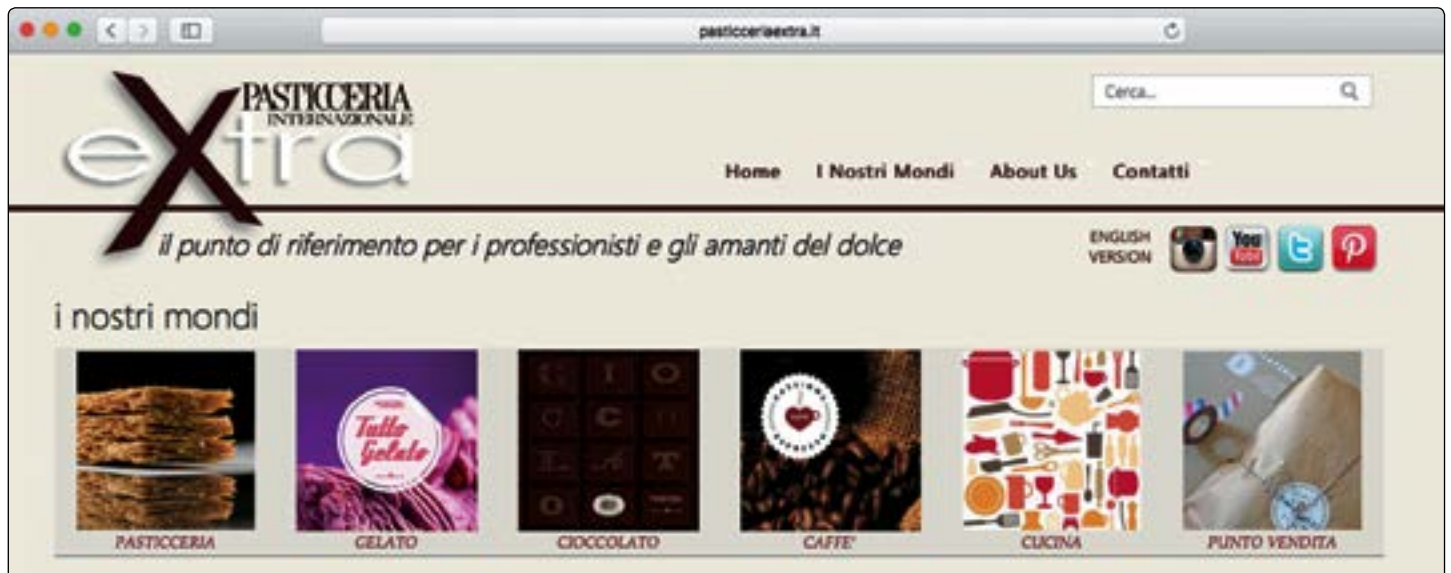 pasticceriaextra.it
PASTICCERIA
INTERNAZIONALE
eXtra
Cerca...
Home I Nostri Mondi About Us Contatti
il punto di riferimento per i professionisti e gli amanti del dolce
ENGLISH
VERSION
You
Tube
i nostri mondi
Tutto
Gelato
C I O
C C
L A T
O O
ESPRESSO
PASTICCERIA GELATO CIOCCOLATO CAFFE' CUCINA PUNTO VENDITA